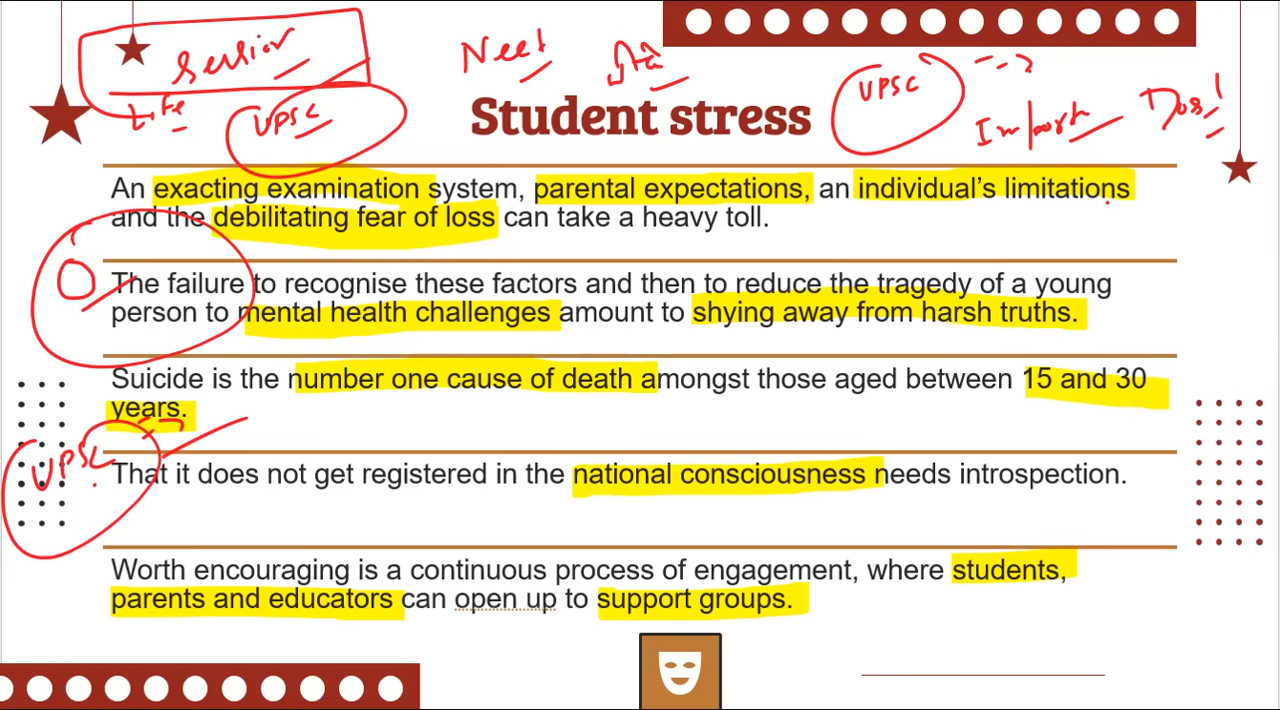 Serior
Need
UPSC
Life
UPSC
Import
Dos!
Student stress
An exacting examination system, parental expectations, an individual's limitations
and the debilitating fear of loss can take a heavy toll.
The failure to recognise these factors and then to reduce the tragedy of a young
person to mental health challenges amount to shying away from harsh truths.
Suicide is the number one cause of death amongst those aged between 15 and 30
years.
UPSC
That it does not get registered in the national consciousness needs introspection.
Worth encouraging is a continuous process of engagement, where students,
parents and educators can open up to support groups.